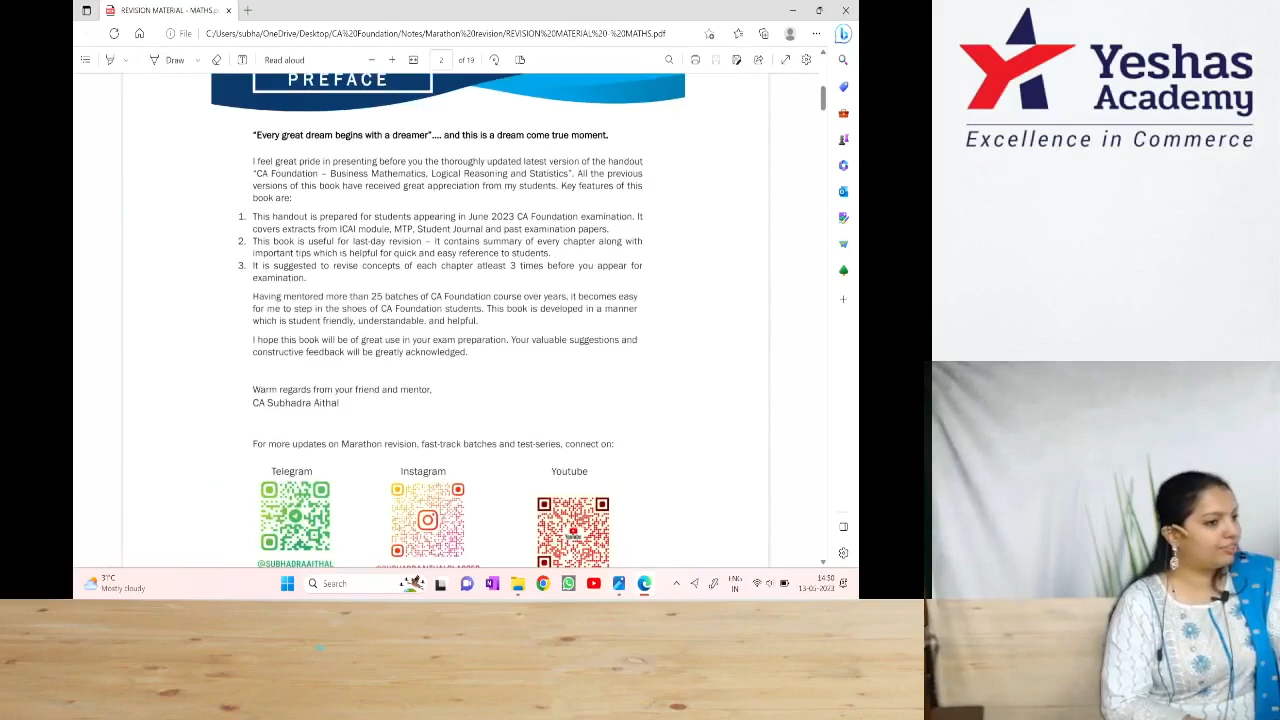 REVISION MATERIAL - MATHS.p
File
C:/Users/subha/OneDrive/Desktop/CA%20Foundation/Notes/Marathon%20revision/REVISION%20MATERIAL%20-%20MATHS.pdf
Draw
Read aloud
2
of 19
PREFACE
“Every great dream begins with a dreamer”.... and this is a dream come true moment.
I feel great pride in presenting before you the thoroughly updated latest version of the handout
“CA Foundation – Business Mathematics, Logical Reasoning and Statistics”. All the previous
versions of this book have received great appreciation from my students. Key features of this
book are:
1. This handout is prepared for students appearing in June 2023 CA Foundation examination. It
covers extracts from ICAI module, MTP, Student Journal and past examination papers.
2. This book is useful for last-day revision – It contains summary of every chapter along with
important tips which is helpful for quick and easy reference to students.
3. It is suggested to revise concepts of each chapter atleast 3 times before you appear for
examination.
Having mentored more than 25 batches of CA Foundation course over years, it becomes easy
for me to step in the shoes of CA Foundation students. This book is developed in a manner
which is student friendly, understandable, and helpful.
I hope this book will be of great use in your exam preparation. Your valuable suggestions and
constructive feedback will be greatly acknowledged.
Warm regards from your friend and mentor,
CA Subhadra Aithal
For more updates on Marathon revision, fast-track batches and test-series, connect on:
Telegram
Instagram
Youtube
@SUBHADRAAITHAL
31°C
Mostly cloudy
Search
ENG
IN
14:50
13-05-2023
Yeshas
Academy
Excellence in Commerce